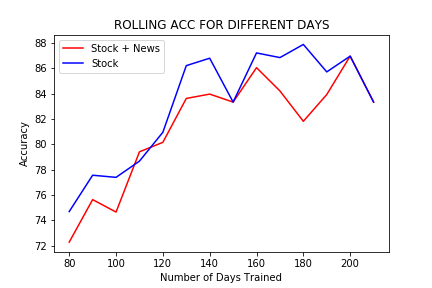 ROLLING ACC FOR DIFFERENT DAYS
Stock + News
Stock
88
86
84
82
80
78
76
74
72
Accuracy
80 100 120 140 160 180 200
Number of Days Trained